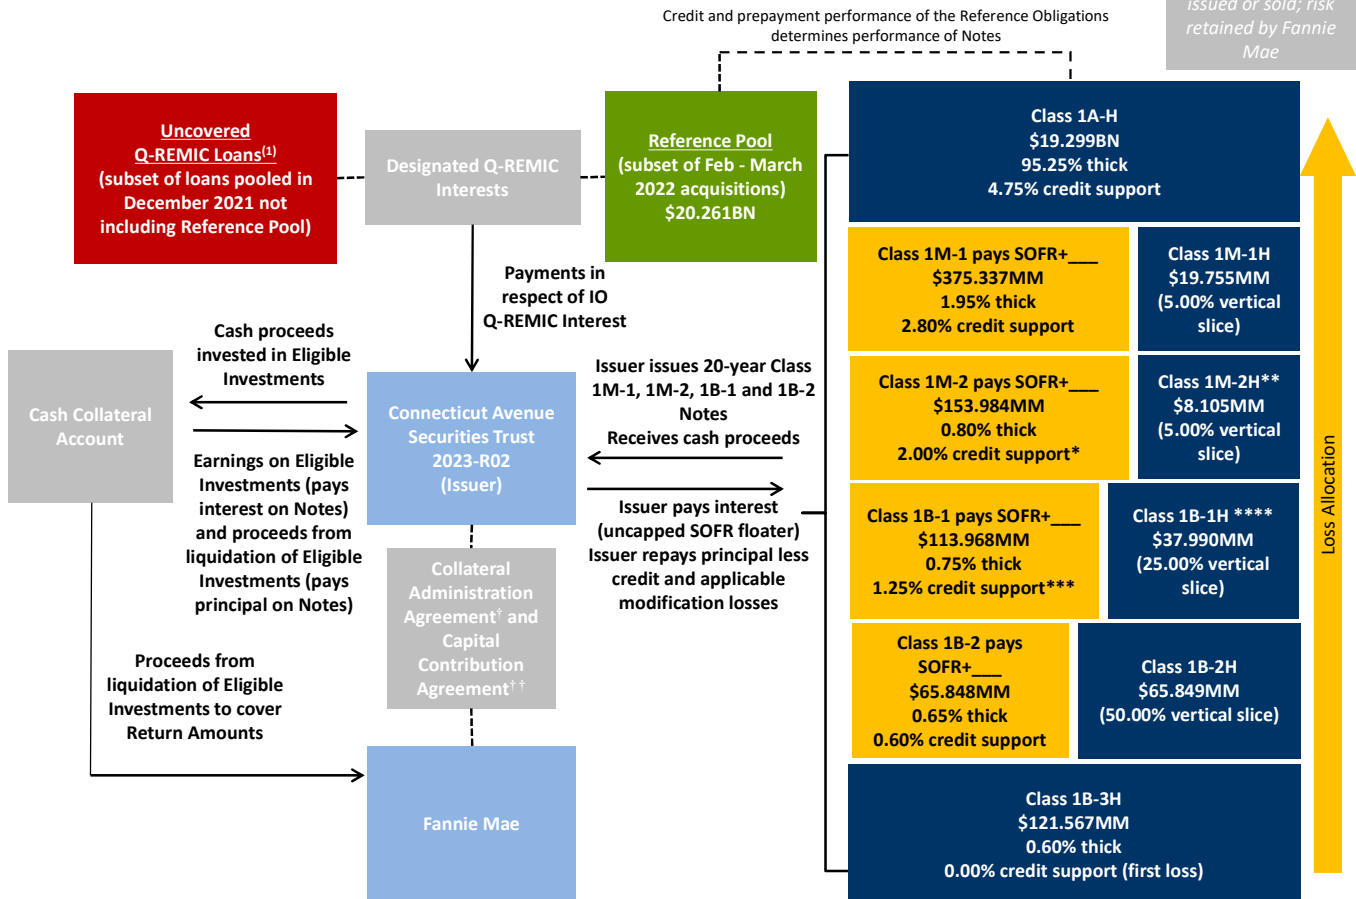 Credit and prepayment performance of the Reference Obligations
determines performance of Notes
issued or sold; risk
retained by Fannie
Mae
Uncovered
Q-REMIC Loans(1)
(subset of loans pooled in
December 2021 not
including Reference Pool)
Designated Q-REMIC
Interests
Reference Pool
(subset of Feb - March
2022 acquisitions)
$20.261BN
Payments in
respect of IO
Q-REMIC Interest
Cash proceeds
invested in Eligible
Investments
Cash Collateral
Account
Earnings on Eligible
Investments (pays
interest on Notes)
and proceeds from
liquidation of Eligible
Investments (pays
principal on Notes)
Connecticut Avenue
Securities Trust
2023-R02
(Issuer)
Issuer issues 20-year Class
1M-1, 1M-2, 1B-1 and 1B-2
Notes
Receives cash proceeds
Issuer pays interest
(uncapped SOFR floater)
Issuer repays principal less
credit and applicable
modification losses
Collateral
Administration
Agreement† and
Capital
Contribution
Agreement††
Proceeds from
liquidation of Eligible
Investments to cover
Return Amounts
Fannie Mae
Class 1A-H
$19.299BN
95.25% thick
4.75% credit support
Class 1M-1 pays SOFR+___
$375.337MM
1.95% thick
2.80% credit support
Class 1M-1H
$19.755MM
(5.00% vertical
slice)
Class 1M-2 pays SOFR+___
$153.984MM
0.80% thick
2.00% credit support*
Class 1M-2H**
$8.105MM
(5.00% vertical
slice)
Class 1B-1 pays SOFR+___
$113.968MM
0.75% thick
1.25% credit support***
Class 1B-1H ****
$37.990MM
(25.00% vertical
slice)
Class 1B-2 pays
SOFR+___
$65.848MM
0.65% thick
0.60% credit support
Class 1B-2H
$65.849MM
(50.00% vertical slice)
Class 1B-3H
$121.567MM
0.60% thick
0.00% credit support (first loss)
Loss Allocation